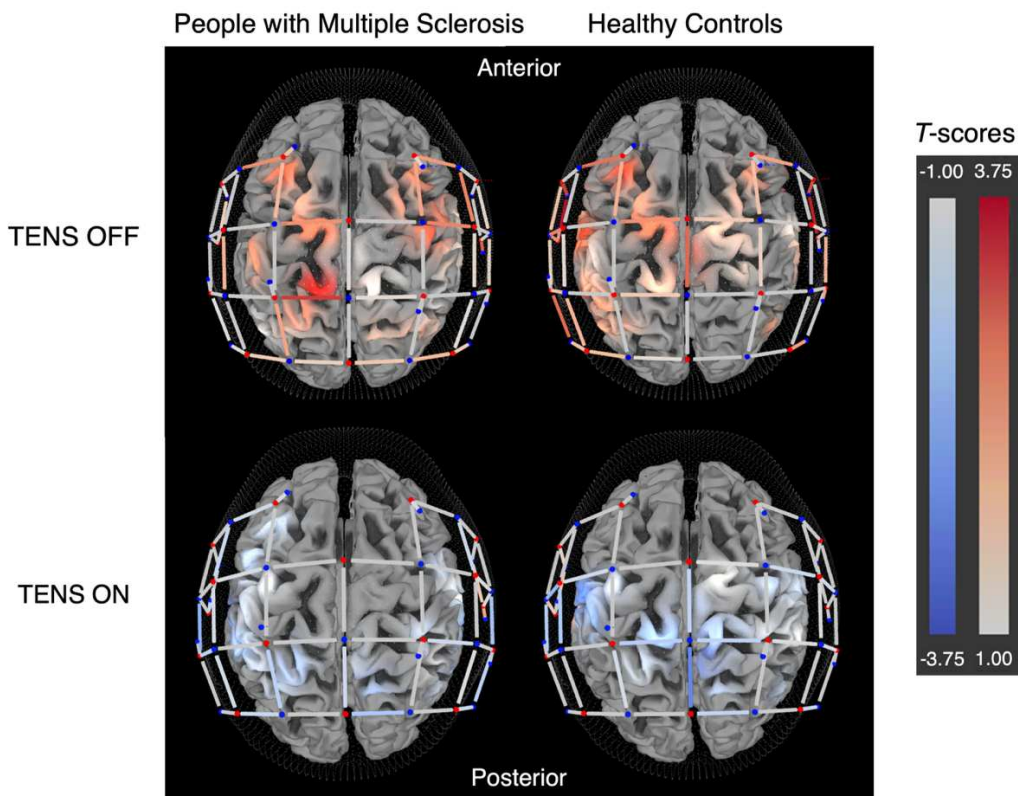 People with Multiple Sclerosis
Healthy Controls
Anterior
T-scores
-1.00 3.75
TENS OFF
TENS ON
-3.75 1.00
Posterior